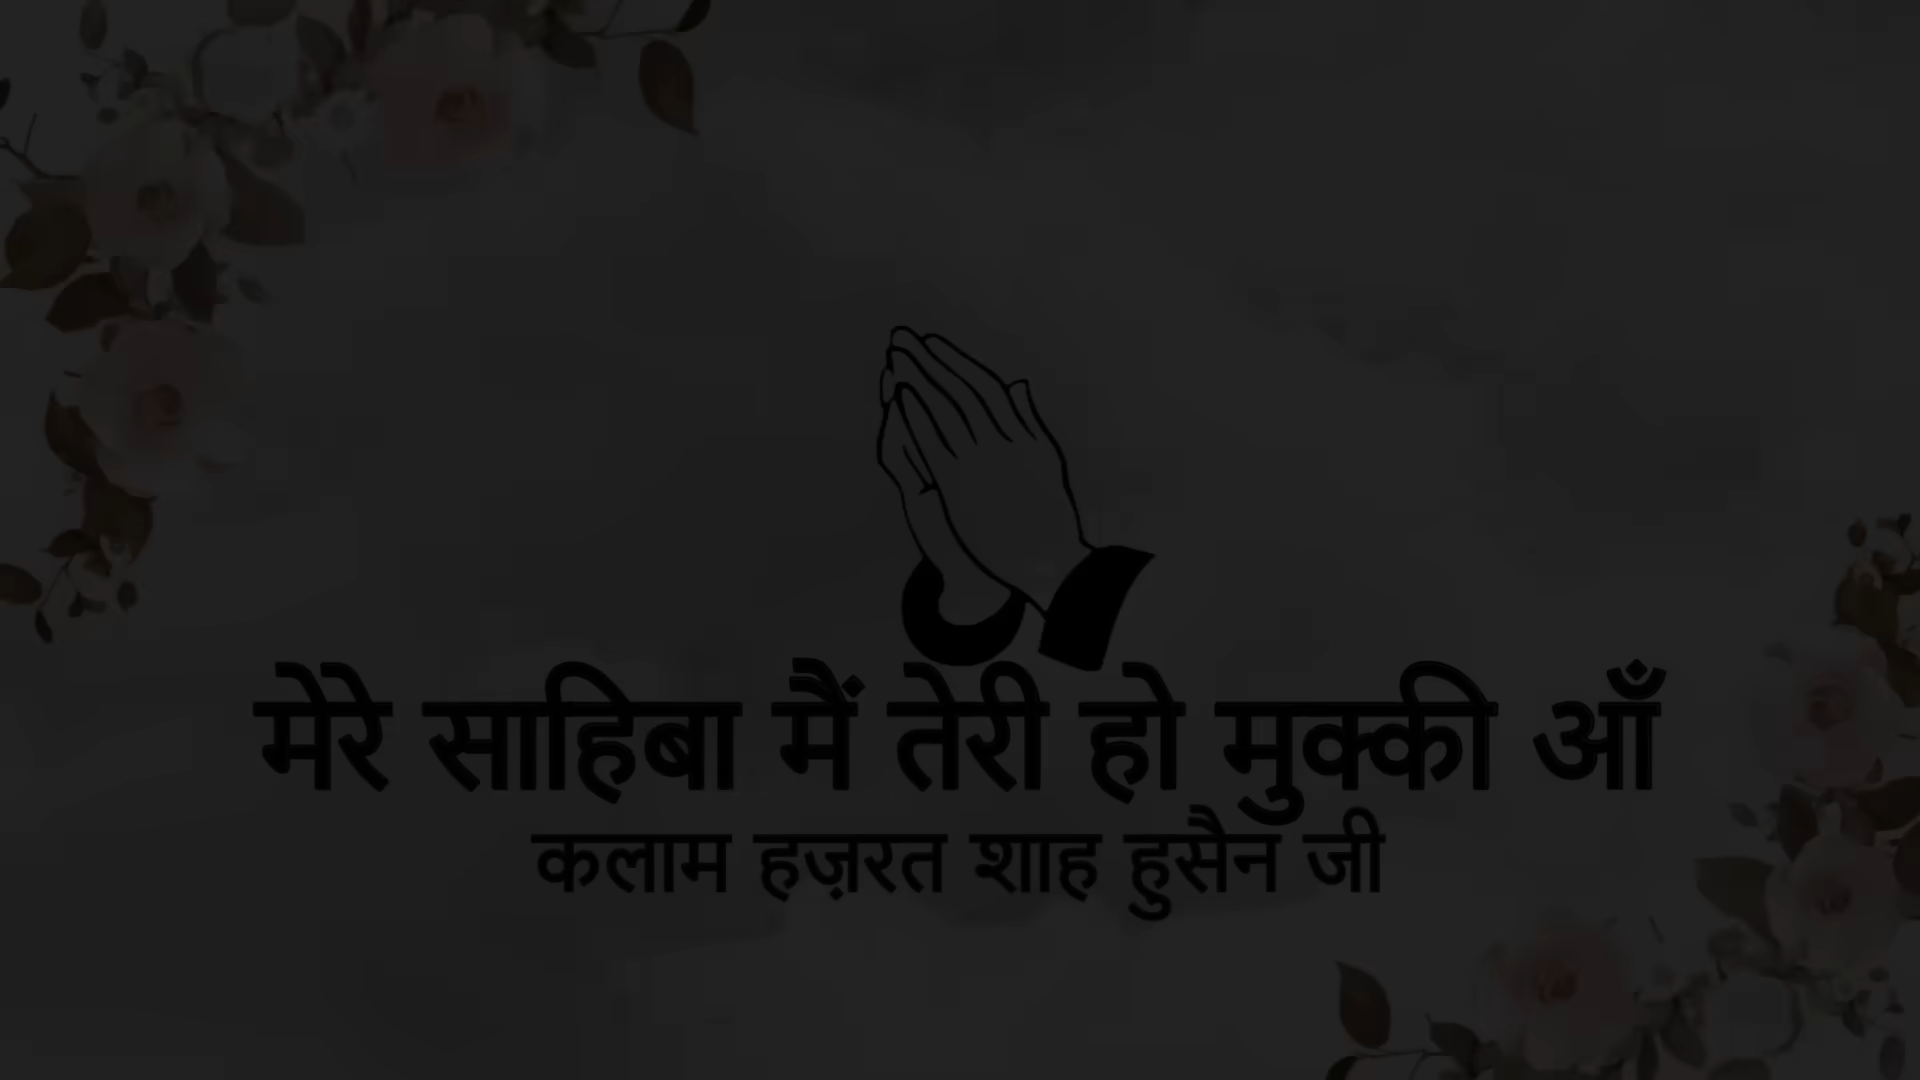 मेरे साहिबा मैं तेरी हो मुक्की आँ
कलाम हज़रत शाह हुसैन जी